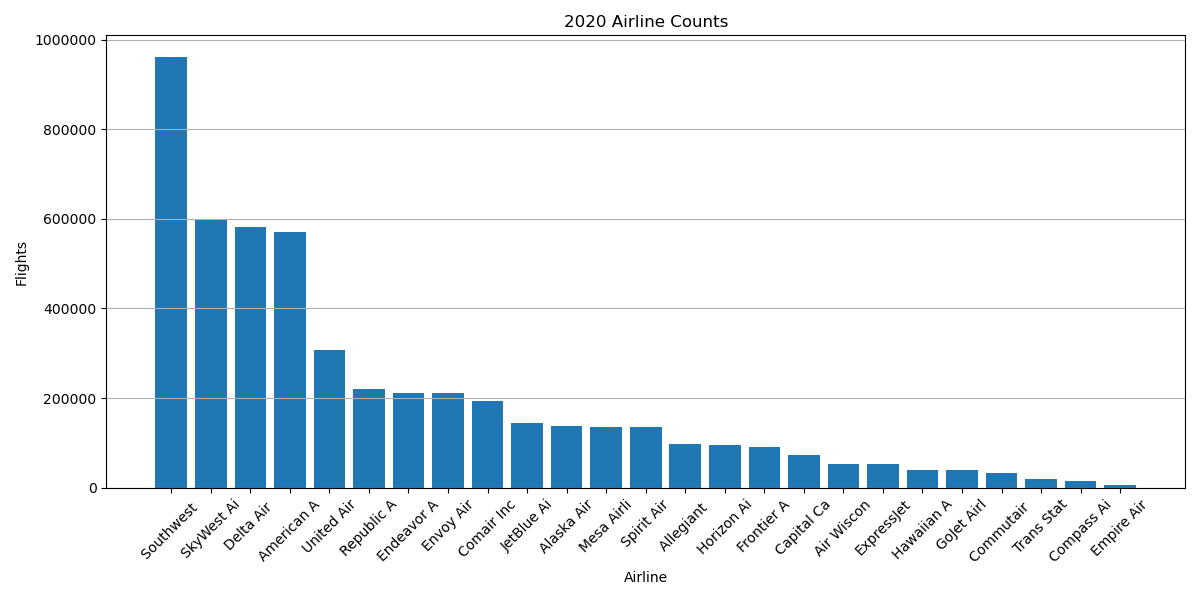 2020 Airline Counts
1000000
800000
600000
400000
200000
0
Flights
Southwest
SkyWest Ai
Delta Air
American A
United Air
Republic A
Endeavor A
Envoy Air
Comair Inc
JetBlue Ai
Alaska Air
Mesa Airli
Spirit Air
Allegiant
Horizon Ai
Frontier A
Capital Ca
Air Wiscon
ExpressJet
Hawaiian A
GoJet Airl
Commutair
Trans Stat
Compass Ai
Empire Air
Airline